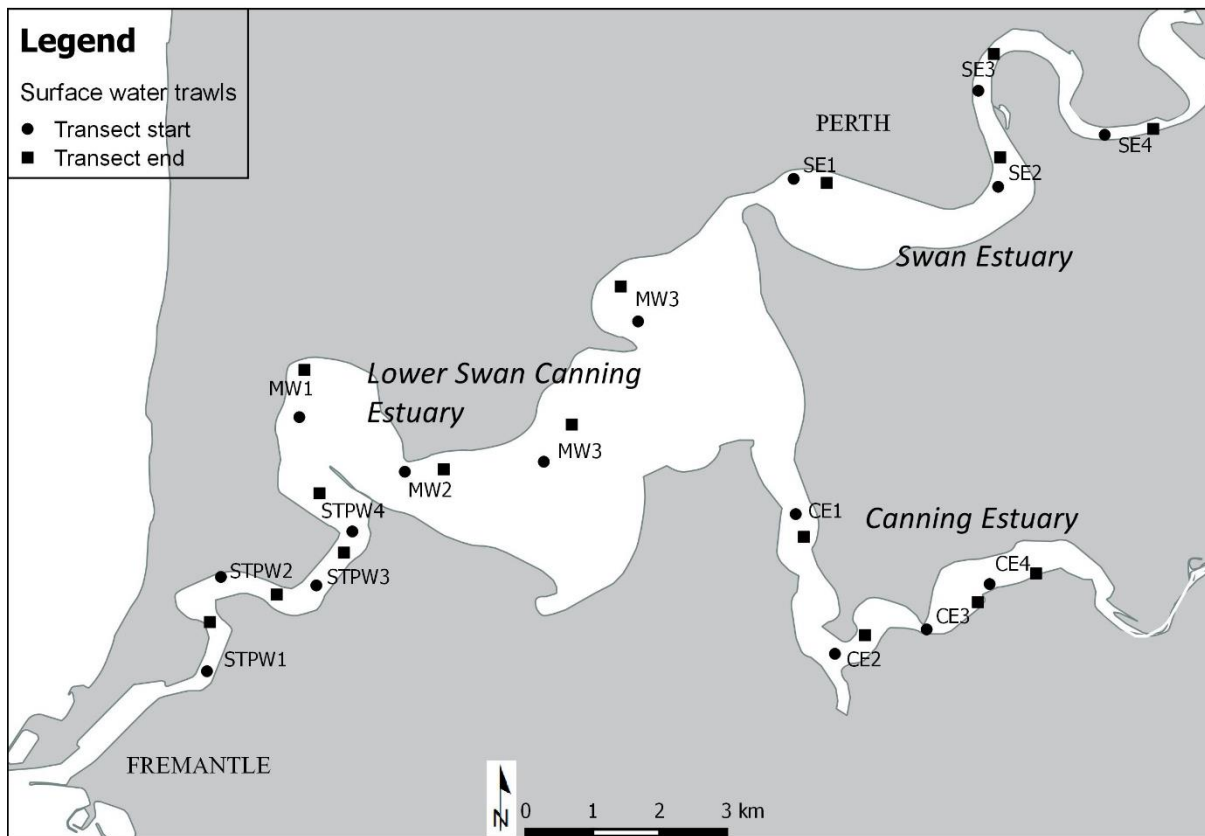 Legend
Surface water trawls
Transect start
Transect end
SE3
PERTH
SE4
SE1
SE2
Swan Estuary
MW3
MW1
Lower Swan Canning
Estuary
MW3
MW2
STPW4
CE1
Canning Estuary
STPW2
STPW3
CE4
CE3
CE2
STPW1
FREMANTLE
N
0 1 2 3 km